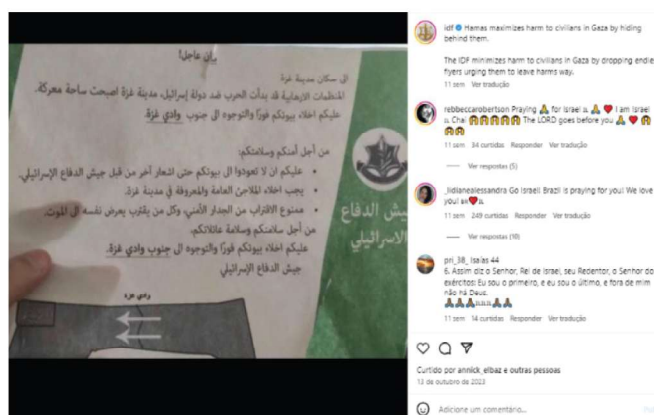 بيان عاجل!
الى سكان مدينة غزة
المنظمات الارهابية قد بدأت الحرب ضد دولة إسرائيل، مدينة غزة اصبحت ساحة معركة.
عليكم اخلاء بيوتكم فورًا والتوجه الى جنوب وادي غزة.
من أجل أمنكم وسلامتكم:
• عليكم ان لا تعودوا الى بيوتكم حتى اشعار آخر من قبل جيش الدفاع الإسرائيلي.
• يجب اخلاء الملاجئ العامة والمعروفة في مدينة غزة.
• ممنوع الاقتراب من الجدار الأمني، وكل من يقترب يعرض نفسه الى الموت.
من أجل سلامتكم وسلامة عائلاتكم،
عليكم اخلاء بيوتكم فورًا والتوجه الى جنوب وادي غزة.
جيش الدفاع الإسرائيلي
جيش الدفاع
الاسرائيلي
وادي غزة
idf Hamas maximizes harm to civilians in Gaza by hiding
behind them.
The IDF minimizes harm to civilians in Gaza by dropping
flyers urging them to leave harms way.
11 sem Ver tradução
rebbeccarobertson Praying 🙏 for Israel 🙏 ❤️ I am Israel
Chai The LORD goes before you 🙏 ❤️
11 sem 34 curtidas Responder Ver tradução
Ver respostas (5)
_lidianealessandra Go Israel! Brazil is praying for you! We love
you!
11 sem 249 curtidas Responder Ver tradução
Ver respostas (10)
pri_38_ Isaías 44
6. Assim diz o Senhor, Rei de Israel, seu Redentor, o Senhor do
exércitos: Eu sou o primeiro, e eu sou o último, e fora de mim
não há Deus.
11 sem 14 curtidas Responder Ver tradução
Curtido por annick_elbaz e outras pessoas
13 de outubro de 2023
Adicione um comentário...